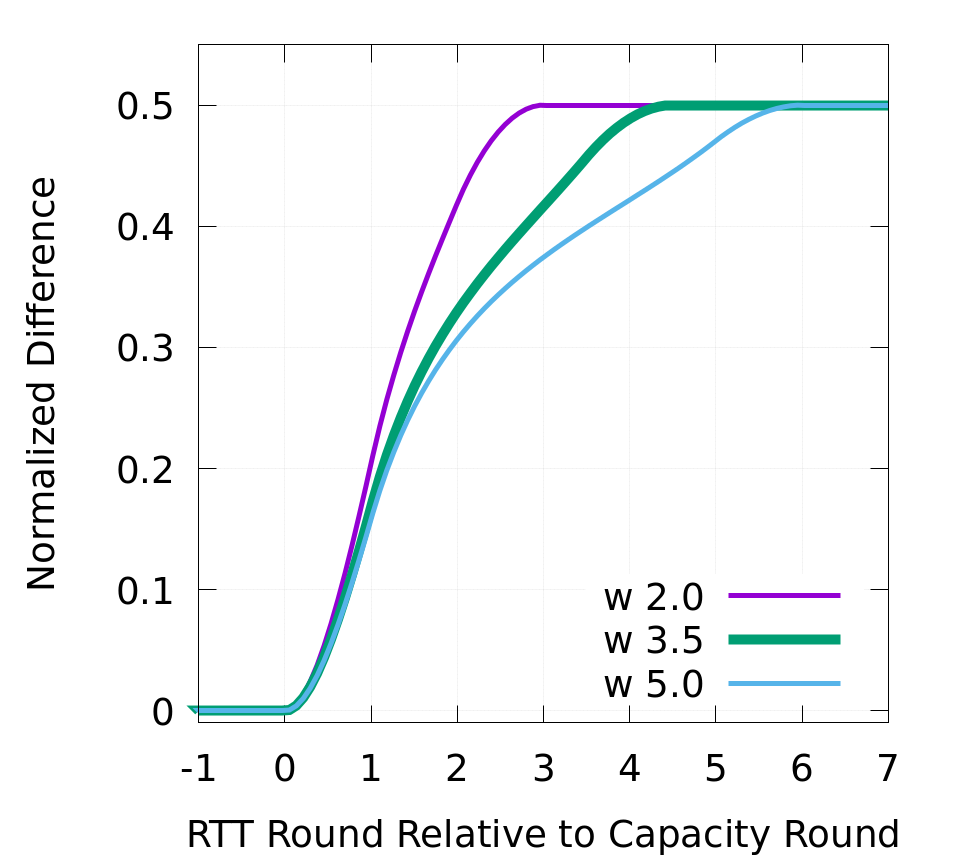 Normalized Difference
0.5
0.4
0.3
0.2
0.1
0
w 2.0
w 3.5
w 5.0
-1 0 1 2 3 4 5 6 7
RTT Round Relative to Capacity Round